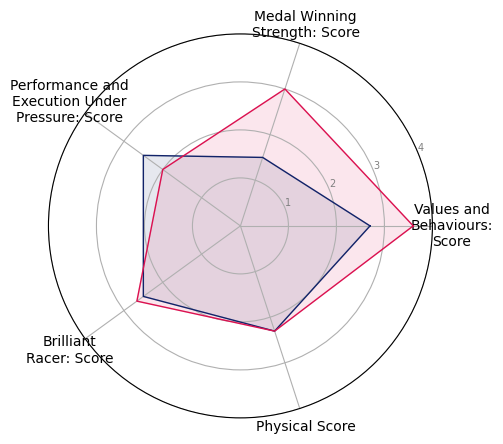 Medal Winning
Strength: Score
Performance and
Execution Under
Pressure: Score
4
3
2
1
Values and
Behaviours:
Score
Brilliant
Racer: Score
Physical Score